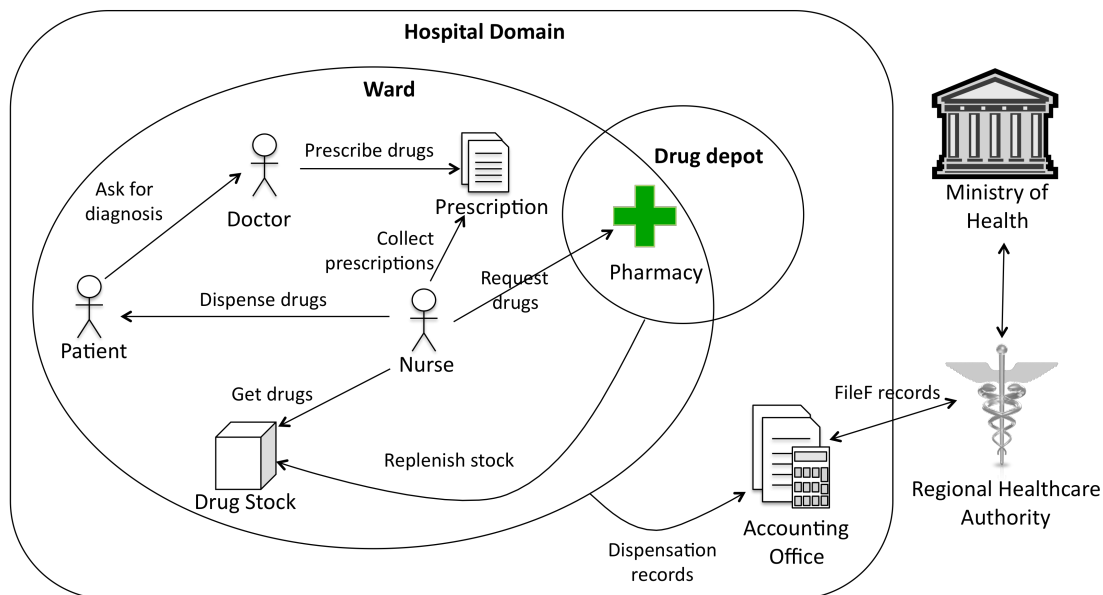 Hospital Domain
Ward
Drug depot
Prescribe drugs
Ask for
diagnosis
Doctor
Prescription
Ministry of
Health
Collect
prescriptions
Request
drugs
Pharmacy
Dispense drugs
Patient
Nurse
Get drugs
FileF records
Replenish stock
Drug Stock
Regional Healthcare
Authority
Accounting
Office
Dispensation
records